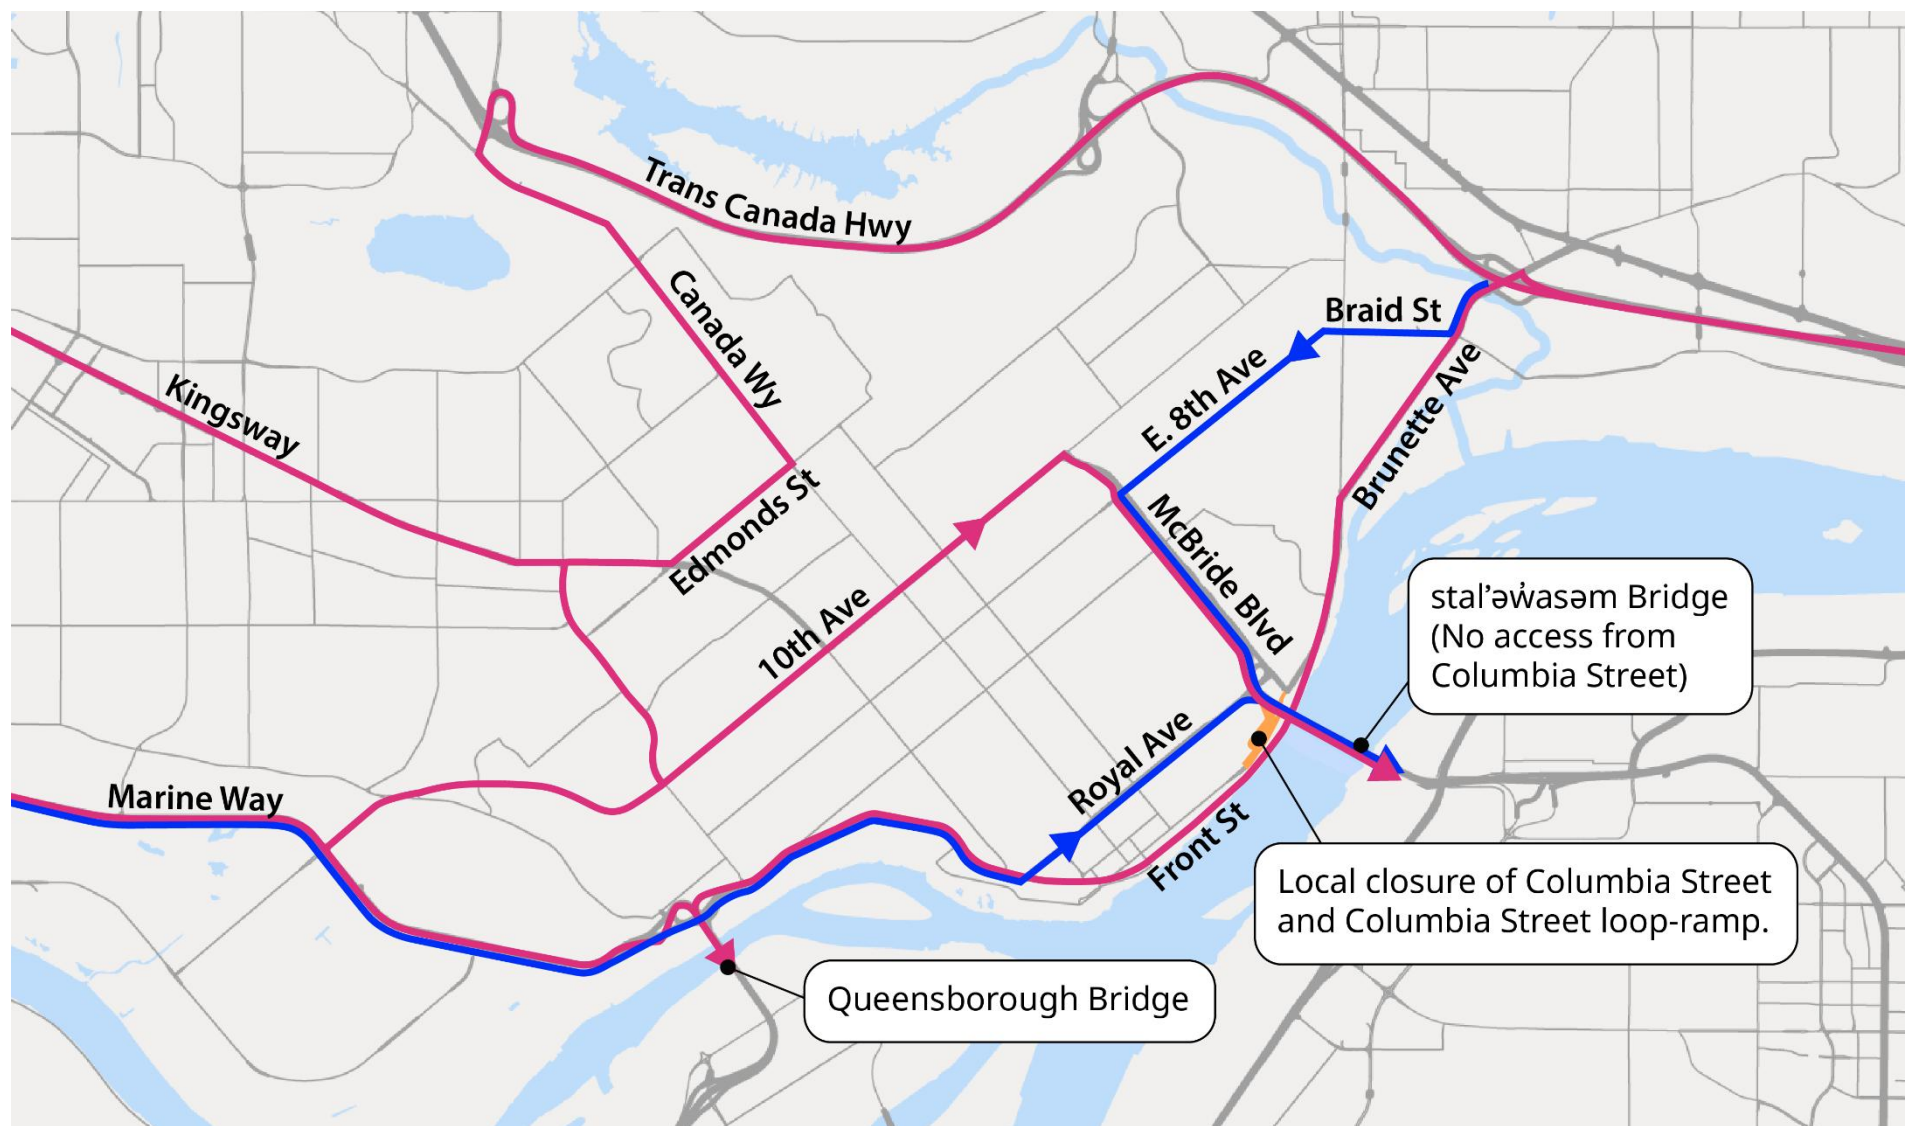 Trans Canada Hwy
Canada Wy
Braid St
E. 8th Ave
Kingsway
Brunette Ave
Edmonds St
McBride Blvd
10th Ave
stal̓əw̓asəm Bridge
(No access from
Columbia Street)
Royal Ave
Marine Way
Front St
Local closure of Columbia Street
and Columbia Street loop-ramp.
Queensborough Bridge